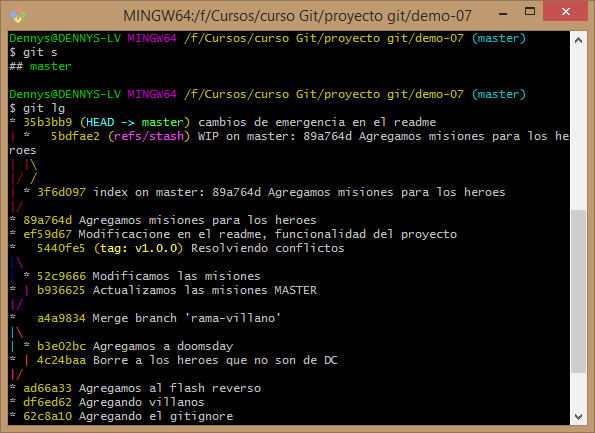 MINGW64:/f/Cursos/curso Git/proyecto git/demo-07
Dennys@DENNYS-LV MINGW64 /f/Cursos/curso Git/proyecto git/demo-07 (master)
$ git s
## master
Dennys@DENNYS-LV MINGW64 /f/Cursos/curso Git/proyecto git/demo-07 (master)
$ git lg
* 35b3bb9 (HEAD -> master) cambios de emergencia en el readme
| *   5bdfae2 (refs/stash) WIP on master: 89a764d Agregamos misiones para los he
roes
| |\
|/ /
| * 3f6d097 index on master: 89a764d Agregamos misiones para los heroes
|/
* 89a764d Agregamos misiones para los heroes
* ef59d67 Modificacione en el readme, funcionalidad del proyecto
*   5440fe5 (tag: v1.0.0) Resolviendo conflictos
|\
| * 52c9666 Modificamos las misiones
* | b936625 Actualizamos las misiones MASTER
|/
*   a4a9834 Merge branch 'rama-villano'
|\
| * b3e02bc Agregamos a doomsday
* | 4c24baa Borre a los heroes que no son de DC
|/
* ad66a33 Agregamos al flash reverso
* df6ed62 Agregando villanos
* 62c8a10 Agregando el gitignore